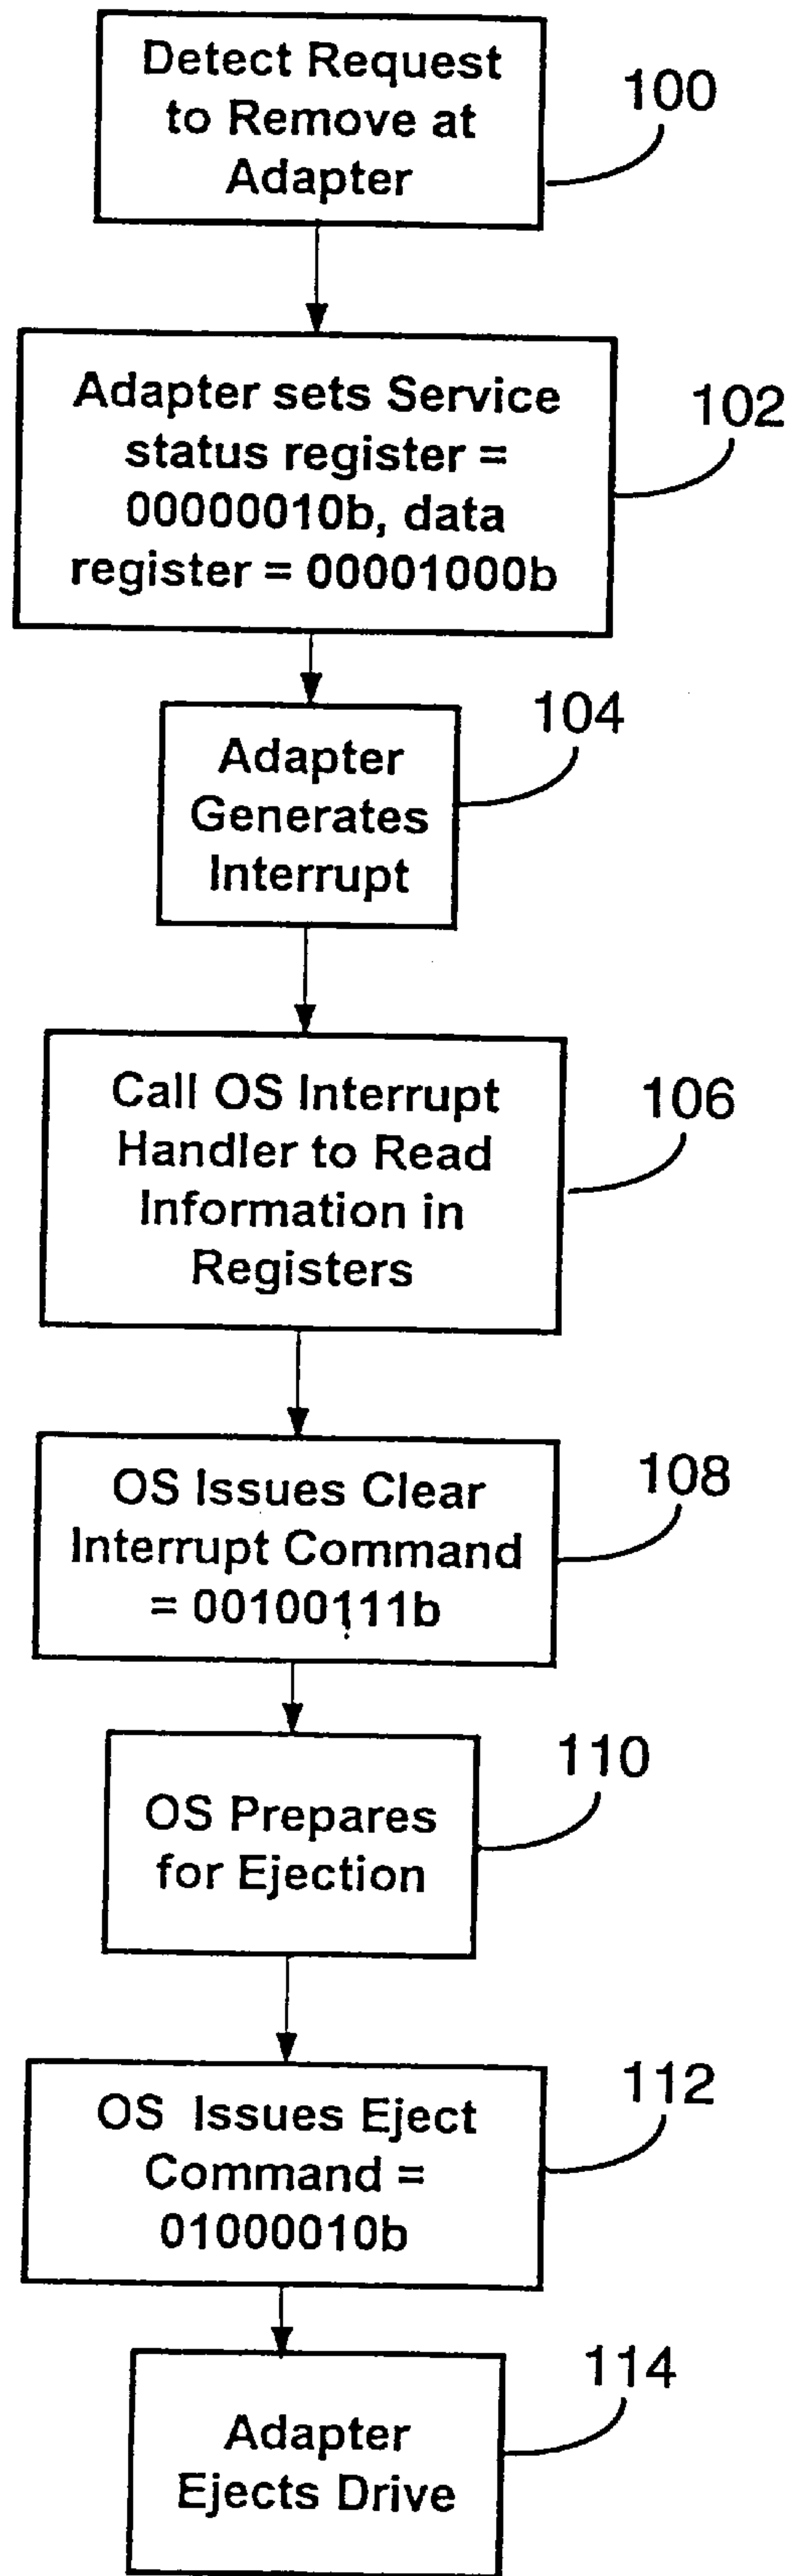 Detect Request
to Remove at
Adapter
100
Adapter sets Service
status register =
00000010b, data
register = 00001000b
102
Adapter
Generates
Interrupt
104
Call OS Interrupt
Handler to Read
Information in
Registers
106
OS Issues Clear
Interrupt Command
= 00100111b
108
OS Prepares
for Ejection
110
OS Issues Eject
Command =
01000010b
112
Adapter
Ejects Drive
114